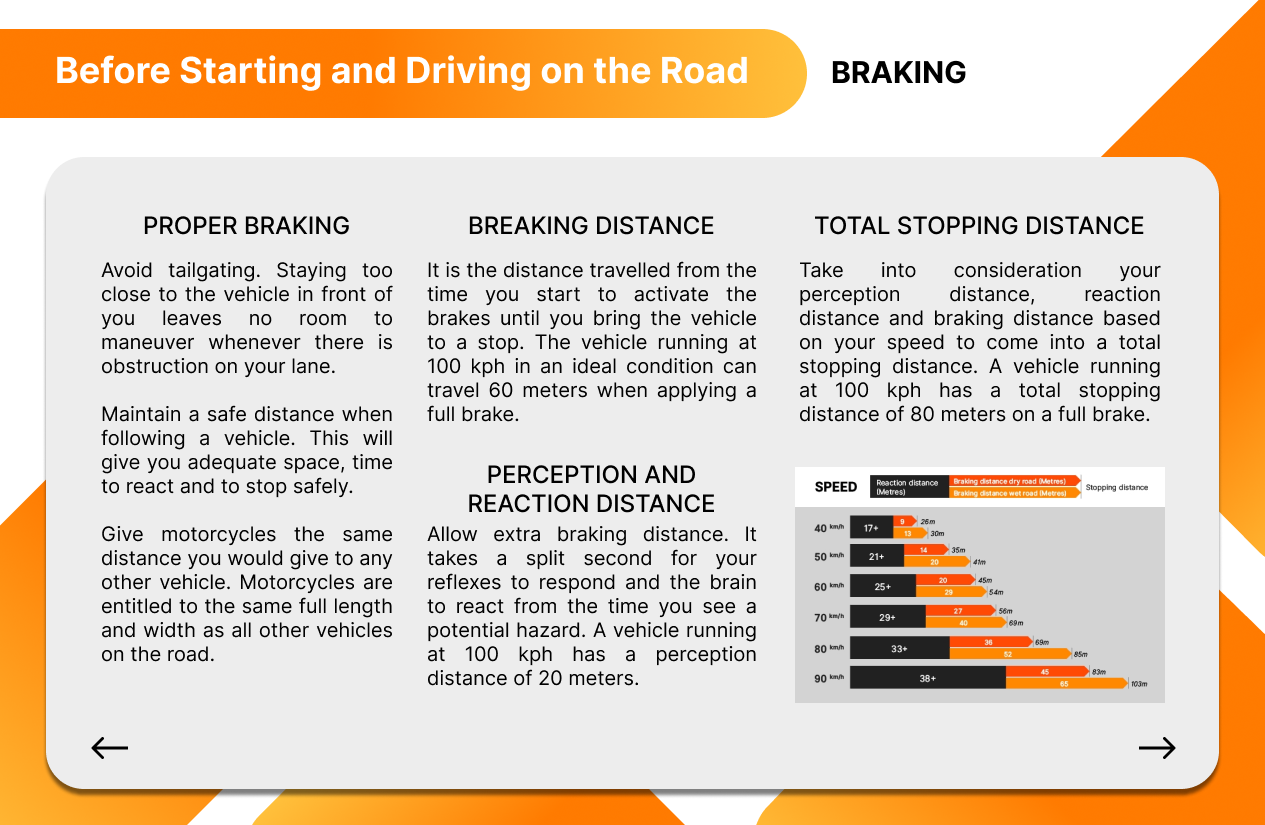 Before Starting and Driving on the Road
BRAKING
PROPER BRAKING
Avoid tailgating. Staying too
close to the vehicle in front of
you leaves no room to
maneuver whenever there is
obstruction on your lane.
Maintain a safe distance when
following a vehicle. This will
give you adequate space, time
to react and to stop safely.
Give motorcycles the same
distance you would give to any
other vehicle. Motorcycles are
entitled to the same full length
and width as all other vehicles
on the road.
BREAKING DISTANCE
It is the distance travelled from the
time you start to activate the
brakes until you bring the vehicle
to a stop. The vehicle running at
100 kph in an ideal condition can
travel 60 meters when applying a
full brake.
PERCEPTION AND
REACTION DISTANCE
Allow extra braking distance. It
takes a split second for your
reflexes to respond and the brain
to react from the time you see a
potential hazard. A vehicle running
at 100 kph has a perception
distance of 20 meters.
TOTAL STOPPING DISTANCE
Take into consideration your
perception distance, reaction
distance and braking distance based
on your speed to come into a total
stopping distance. A vehicle running
at 100 kph has a total stopping
distance of 80 meters on a full brake.
SPEED
Reaction distance
(Metres)
Braking distance dry road (Metres)
Braking distance wet road (Metres)
Stopping distance
40 km/h 17+ 9 26m
13 30m
50 km/h 21+ 14 35m
20 41m
60 km/h 25+ 20 45m
29 54m
70 km/h 29+ 27 56m
40 69m
80 km/h 33+ 36 69m
52 85m
90 km/h 38+ 45 83m
65 103m